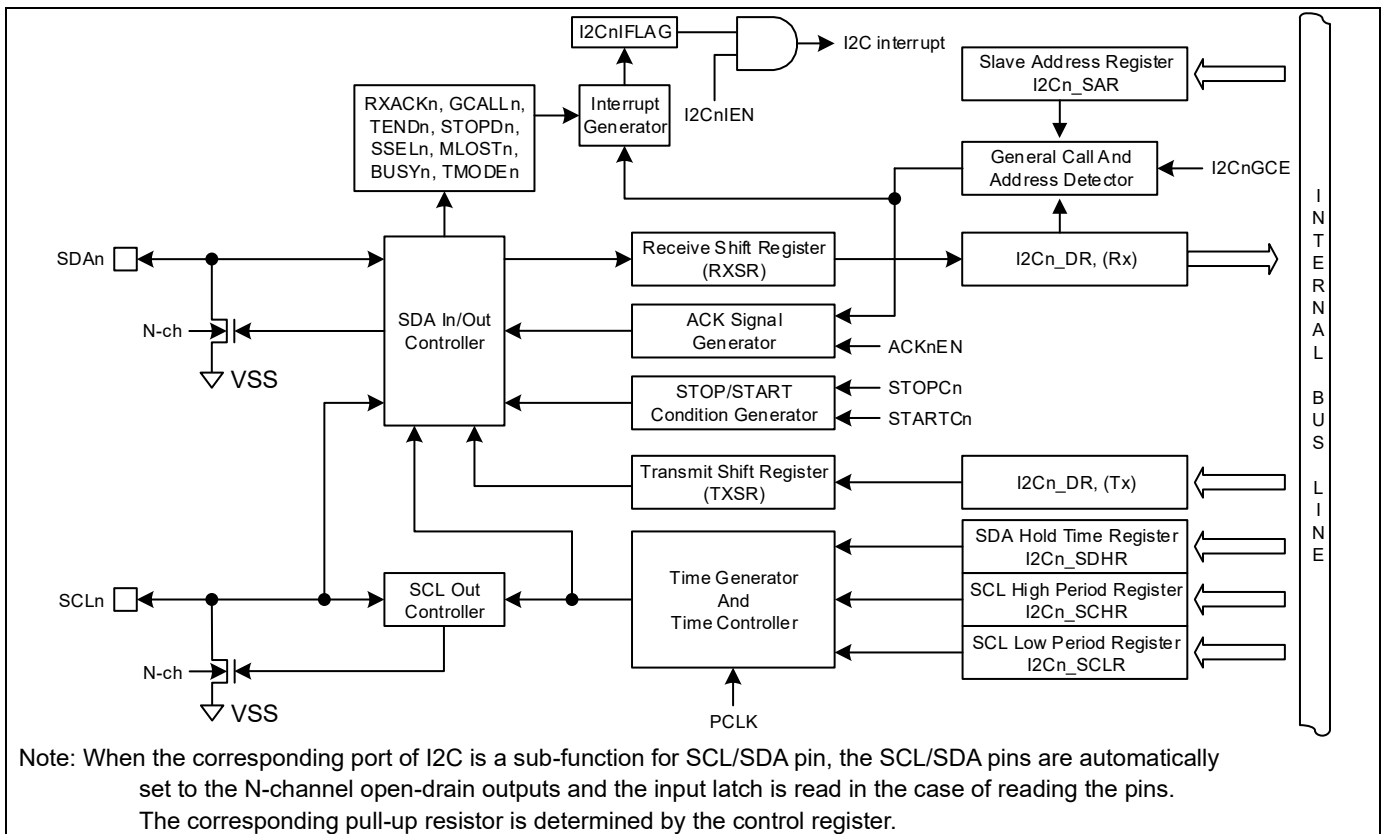 I2CnIFLAG
I2C interrupt
I2CnIEN
Slave Address Register
I2Cn_SAR
RXACKn, GCALLn,
TENDn, STOPDn,
SSELn, MLOSTn,
BUSYn, TMODEn
Interrupt
Generator
General Call And
Address Detector
I2CnGCE
SDAn
N-ch
VSS
SDA In/Out
Controller
Receive Shift Register
(RXSR)
I2Cn_DR, (Rx)
ACK Signal
Generator
ACKnEN
STOP/START
Condition Generator
STOPCn
STARTCn
Transmit Shift Register
(TXSR)
I2Cn_DR, (Tx)
SCLn
N-ch
VSS
SCL Out
Controller
Time Generator
And
Time Controller
PCLK
SDA Hold Time Register
I2Cn_SDHR
SCL High Period Register
I2Cn_SCHR
SCL Low Period Register
I2Cn_SCLR
INTERNAL BUS LINE
Note: When the corresponding port of I2C is a sub-function for SCL/SDA pin, the SCL/SDA pins are automatically
set to the N-channel open-drain outputs and the input latch is read in the case of reading the pins.
The corresponding pull-up resistor is determined by the control register.